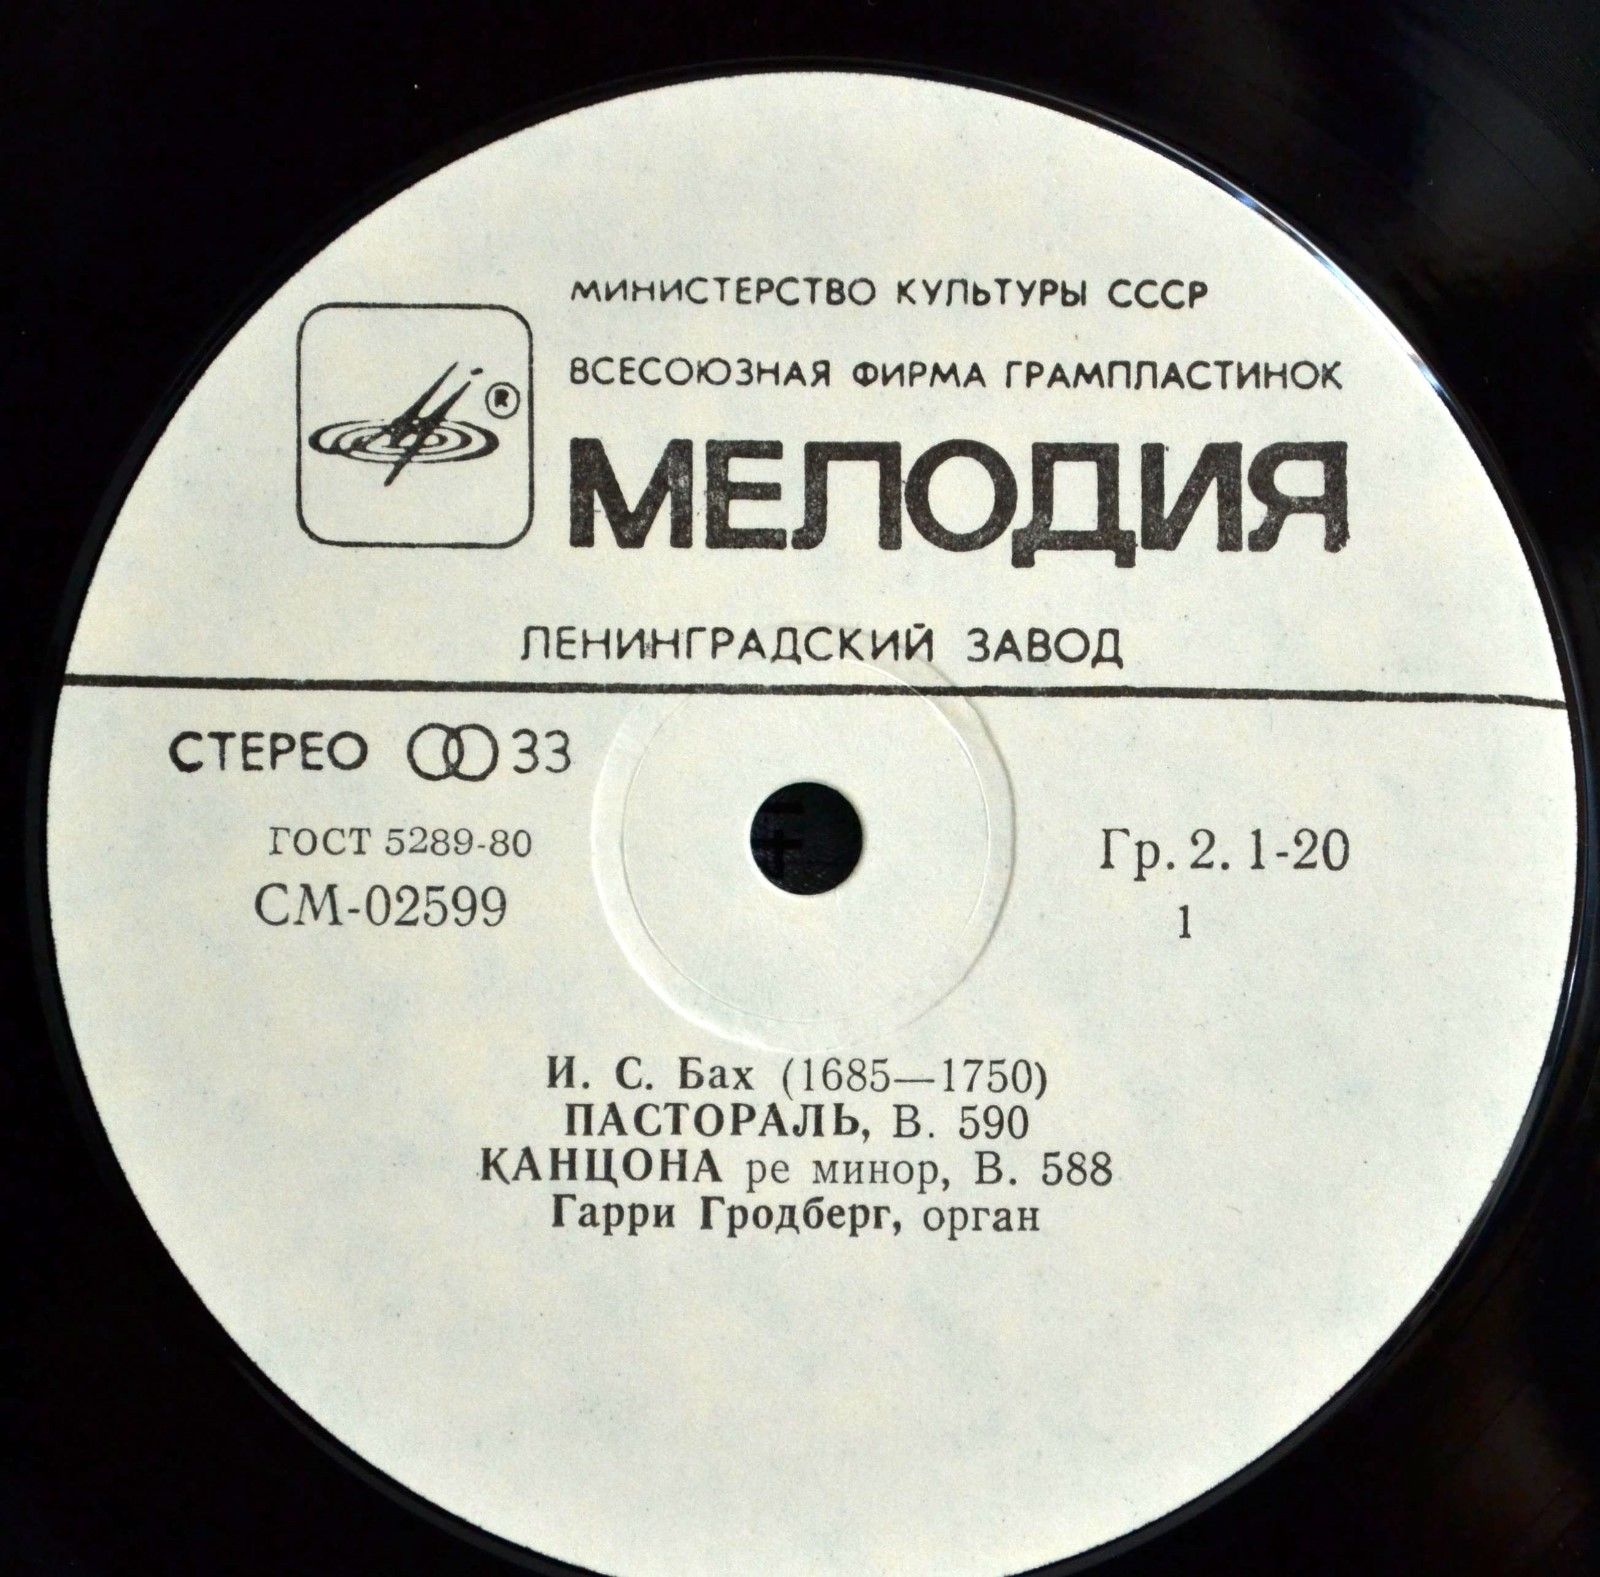 МИНИСТЕРСТВО КУЛЬТУРЫ СССР
ВСЕСОЮЗНАЯ ФИРМА ГРАМПЛАСТИНОК
®
МЕЛОДИЯ
ЛЕНИНГРАДСКИЙ ЗАВОД
СТЕРЕО 33
ГОСТ 5289-80
СМ-02599
Гр. 2. 1-20
1
И. С. Бах (1685—1750)
ПАСТОРАЛЬ, В. 590
КАНЦОНА ре минор, В. 588
Гарри Гродберг, орган